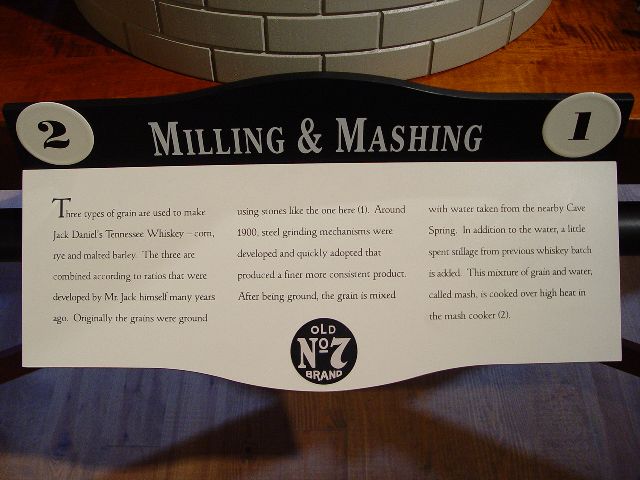 2
MILLING & MASHING
1
Three types of grain are used to make
Jack Daniel's Tennessee Whiskey – corn,
rye and malted barley. The three are
combined according to ratios that were
developed by Mr. Jack himself many years
ago. Originally the grains were ground
using stones like the one here (1). Around
1900, steel grinding mechanisms were
developed and quickly adopted that
produced a finer more consistent product.
After being ground, the grain is mixed
with water taken from the nearby Cave
Spring. In addition to the water, a little
spent stillage from previous whiskey batch
is added. This mixture of grain and water,
called mash, is cooked over high heat in
the mash cooker (2).
OLD
No 7
BRAND